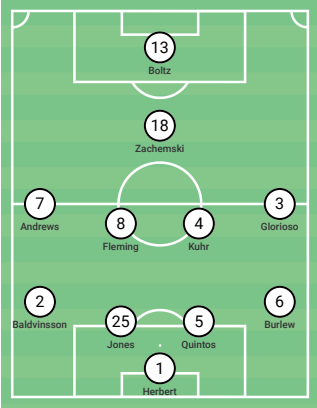 13
Boltz
18
Zachemski
7
Andrews
3
Glorioso
8
Fleming
4
Kuhr
2
Baldvinsson
6
Burlew
25
Jones
5
Quintos
1
Herbert